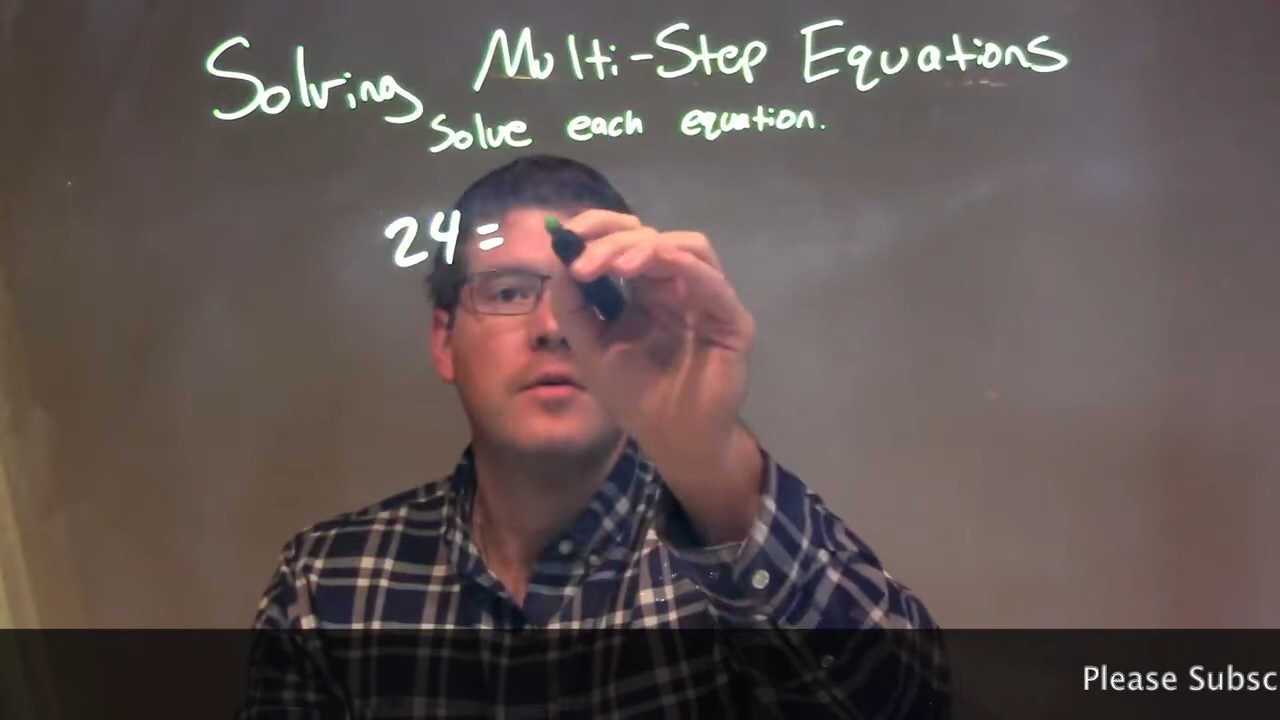 Solving Multi-Step Equations
Solve each equation.
24 =
Please Subsc